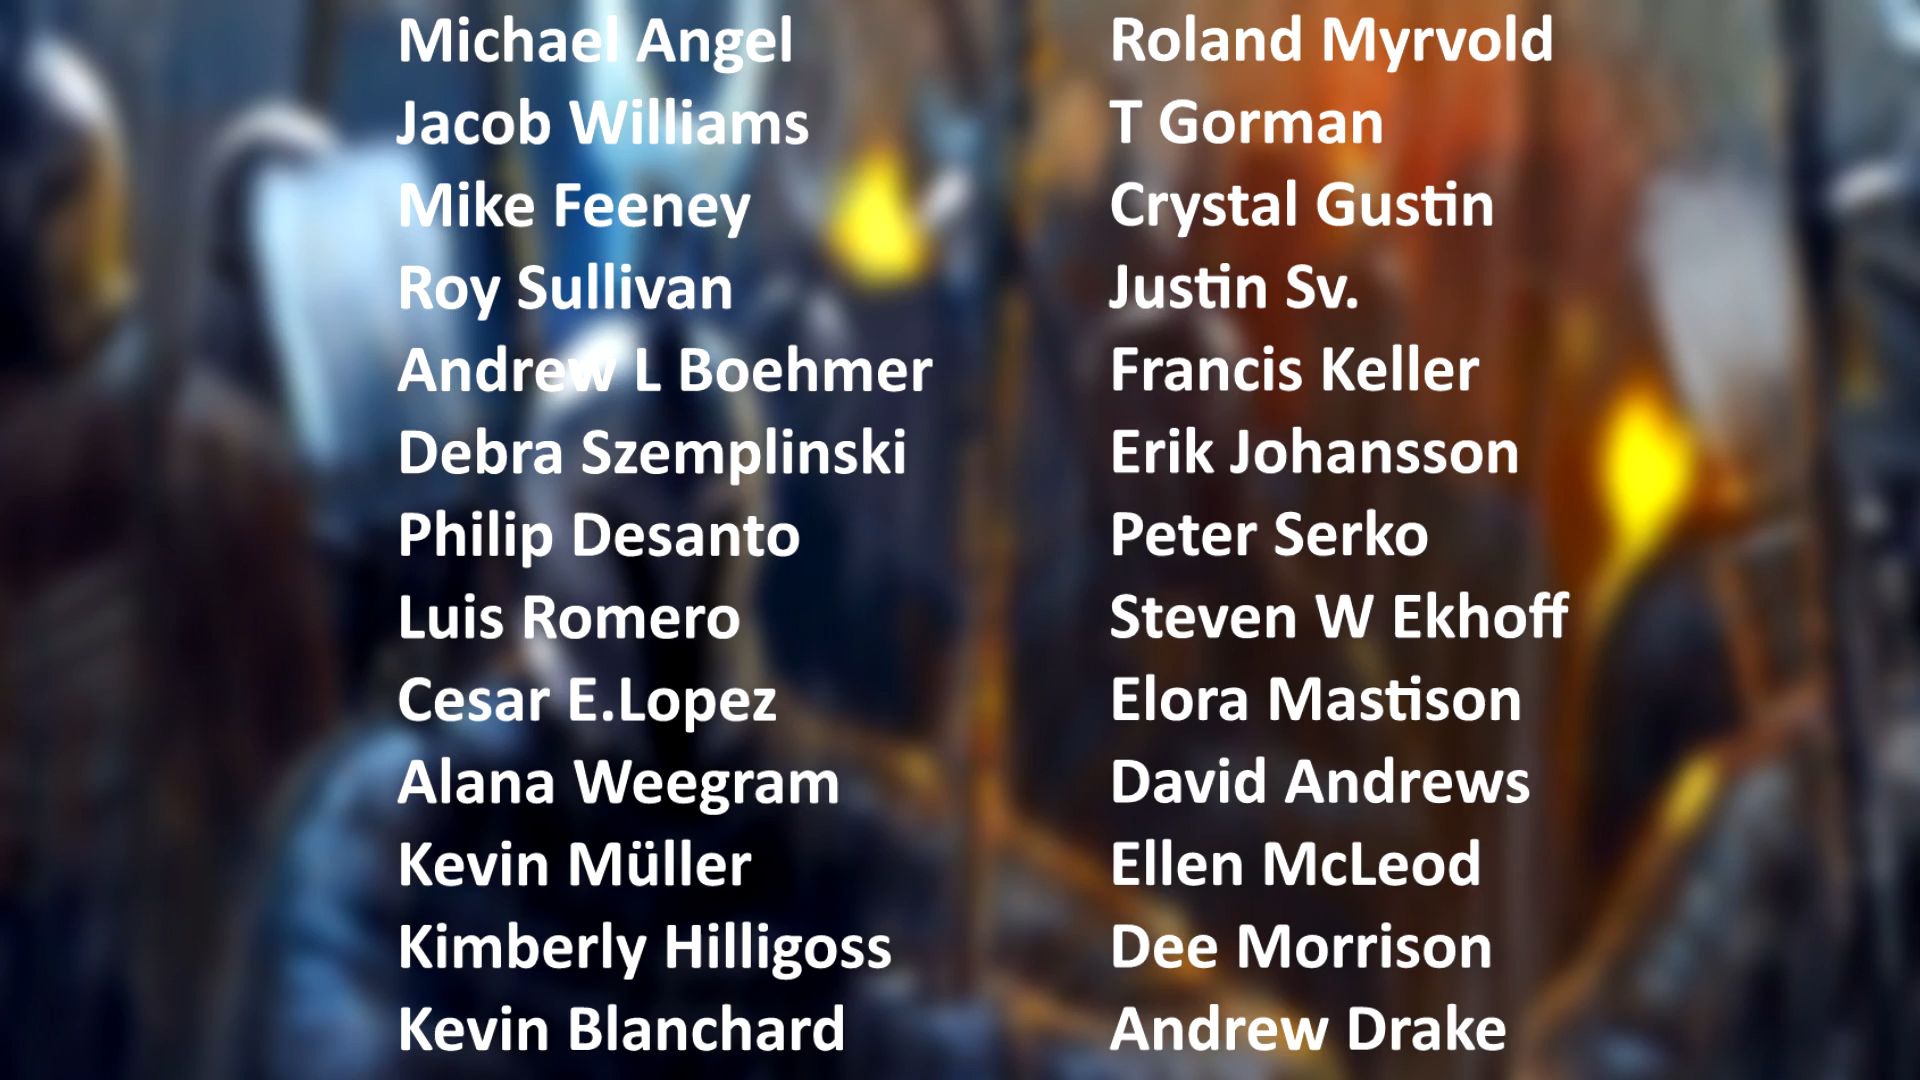 Michael Angel
Jacob Williams
Mike Feeney
Roy Sullivan
Andrew L Boehmer
Debra Szemplinski
Philip Desanto
Luis Romero
Cesar E.Lopez
Alana Weegram
Kevin Müller
Kimberly Hilligoss
Kevin Blanchard
Roland Myrvold
T Gorman
Crystal Gustin
Justin Sv.
Francis Keller
Erik Johansson
Peter Serko
Steven W Ekhoff
Elora Mastison
David Andrews
Ellen McLeod
Dee Morrison
Andrew Drake